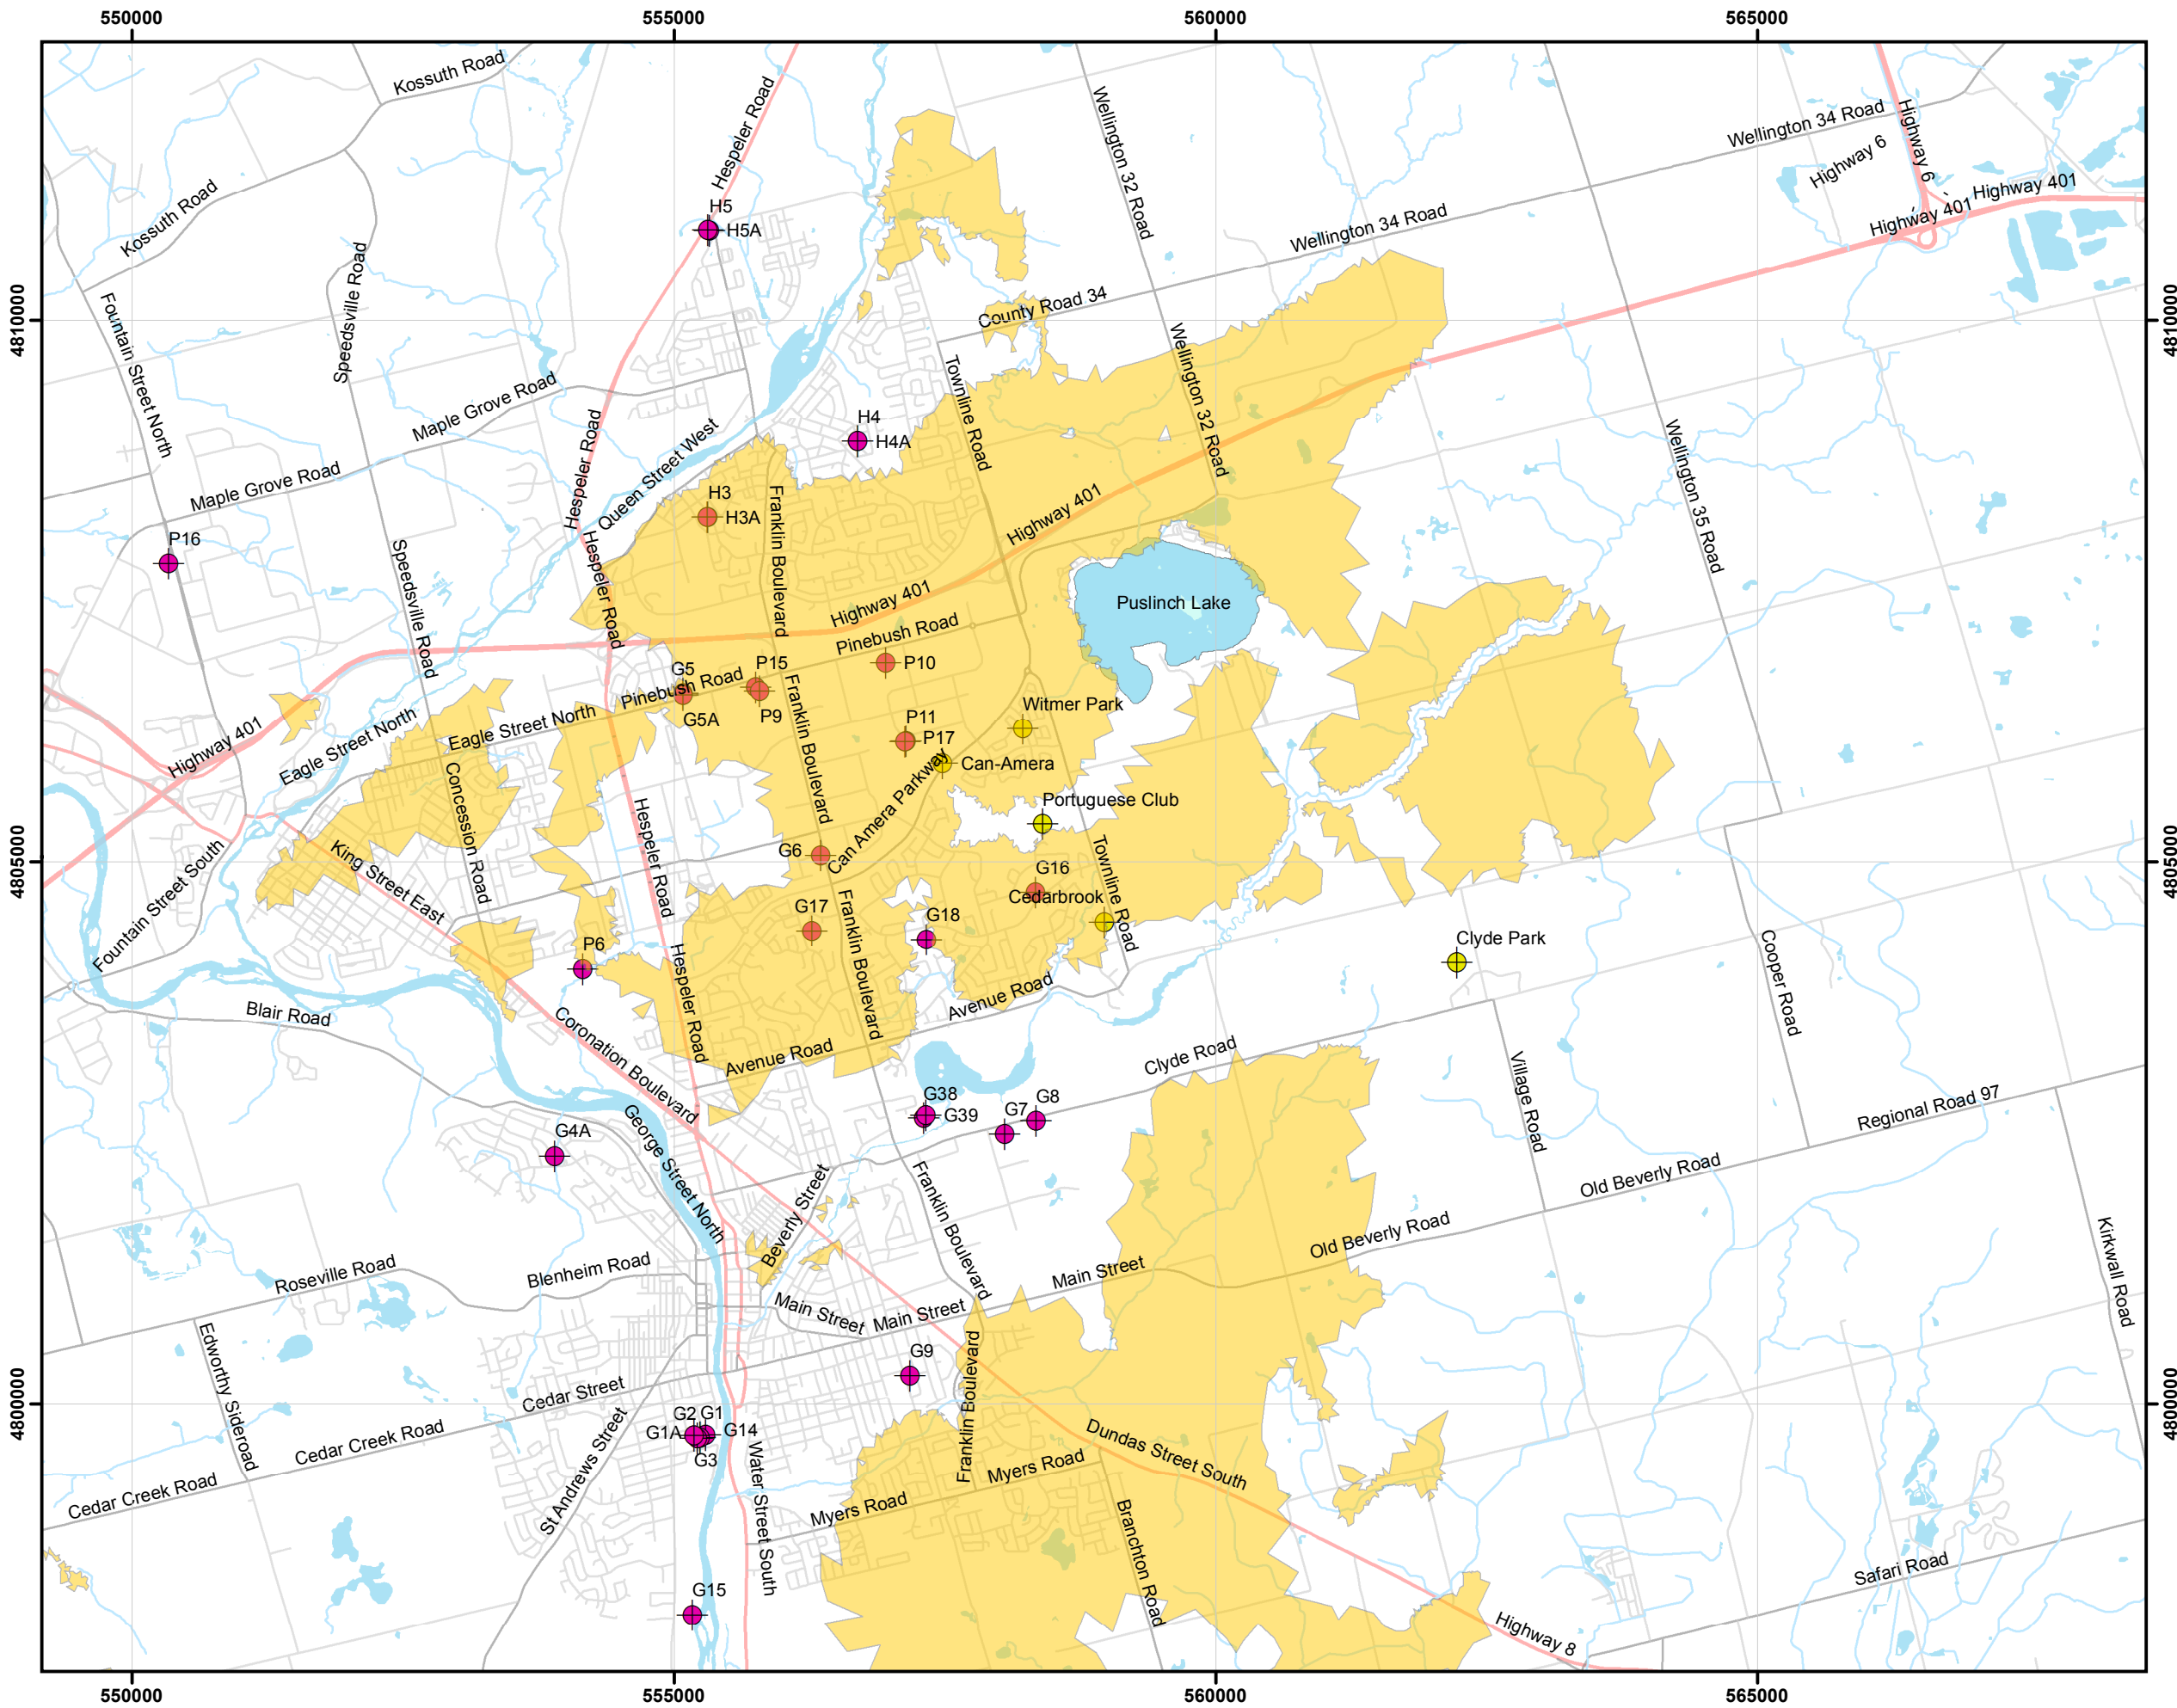 550000
555000
560000
565000
Kossuth Road
Hespeler Road
Wellington 32 Road
Wellington 34 Road
Highway 6
Highway 6
Highway 401
Highway 401
Kossuth Road
H5
H5A
Wellington 34 Road
Speedsville Road
Fountain Street North
County Road 34
4810000
4810000
Wellington 32 Road
Townline Road
Maple Grove Road
Hespeler Road
Queen Street West
H4
H4A
Wellington 35 Road
Maple Grove Road
H3
H3A
Franklin Boulevard
Highway 401
P16
Speedsville Road
Hespeler Road
Highway 401
Puslinch Lake
Pinebush Road
P10
P15
G5
Pinebush Road
G5A
P9
Franklin Boulevard
Witmer Park
P11
P17
Eagle Street North
Eagle Street North
Highway 401
Can-Amera
Can Amera Parkway
Portuguese Club
Concession Road
Hespeler Road
King Street East
G6
4805000
4805000
Fountain Street South
Townline Road
G16
Cedarbrook
G17
Franklin Boulevard
G18
P6
Clyde Park
Cooper Road
Hespeler Road
Avenue Road
Blair Road
Coronation Boulevard
Avenue Road
Clyde Road
Village Road
G38
G39
G7
G8
Regional Road 97
G4A
George Street North
Old Beverly Road
Beverly Street
Franklin Boulevard
Old Beverly Road
Kirkwall Road
Roseville Road
Blenheim Road
Main Street
Main Street
Main Street
Edworthy Sideroad
G9
Franklin Boulevard
Cedar Street
4800000
4800000
Cedar Creek Road
G2
G1
G1A
G14
G3
St Andrews Street
Water Street South
Dundas Street South
Myers Road
Cedar Creek Road
Myers Road
Branchton Road
G15
Safari Road
Highway 8
550000
555000
560000
565000